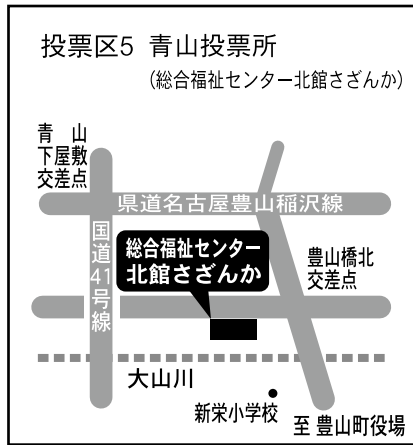 投票区5 青山投票所
(総合福祉センター北館さざんか)
青 山
下屋敷
交差点
県道名古屋豊山稲沢線
国道41号線
総合福祉センター
北館さざんか
豊山橋北
交差点
大山川
新栄小学校
至 豊山町役場